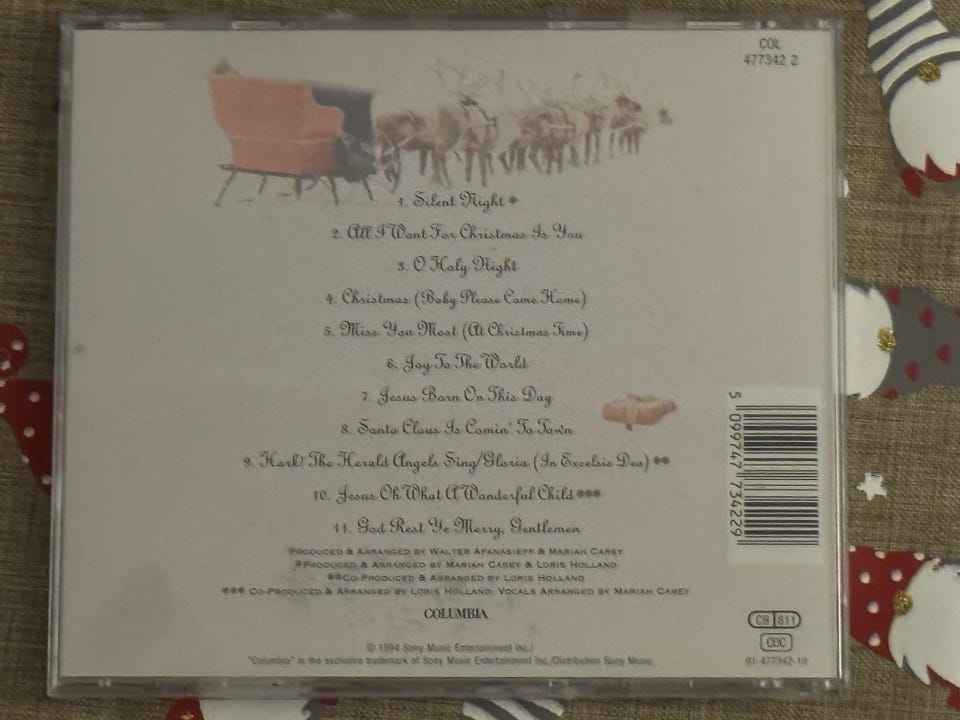 COL
477342 2
1. Silent Night *
2. All I Want For Christmas Is You
3. O Holy Night
4. Christmas (Baby Please Come Home)
5. Miss You Most (At Christmas Time)
6. Joy To The World
7. Jesus Born On This Day
8. Santa Claus Is Comin' To Town
9. Hark! The Herald Angels Sing/Gloria (In Excelsis Deo) **
10. Jesus Oh What A Wonderful Child ***
11. God Rest Ye Merry, Gentlemen
PRODUCED & ARRANGED BY WALTER AFANASIEFF & MARIAH CAREY
*PRODUCED & ARRANGED BY MARIAH CAREY & LORIS HOLLAND
**CO-PRODUCED & ARRANGED BY LORIS HOLLAND
*** CO-PRODUCED & ARRANGED BY LORIS HOLLAND, VOCALS ARRANGED BY MARIAH CAREY
COLUMBIA
© 1994 Sony Music Entertainment Inc./
"Columbia" is the exclusive trademark of Sony Music Entertainment Inc./Distribution Sony Music
5 099747 734229
CB 811
CDC
01-477342-10